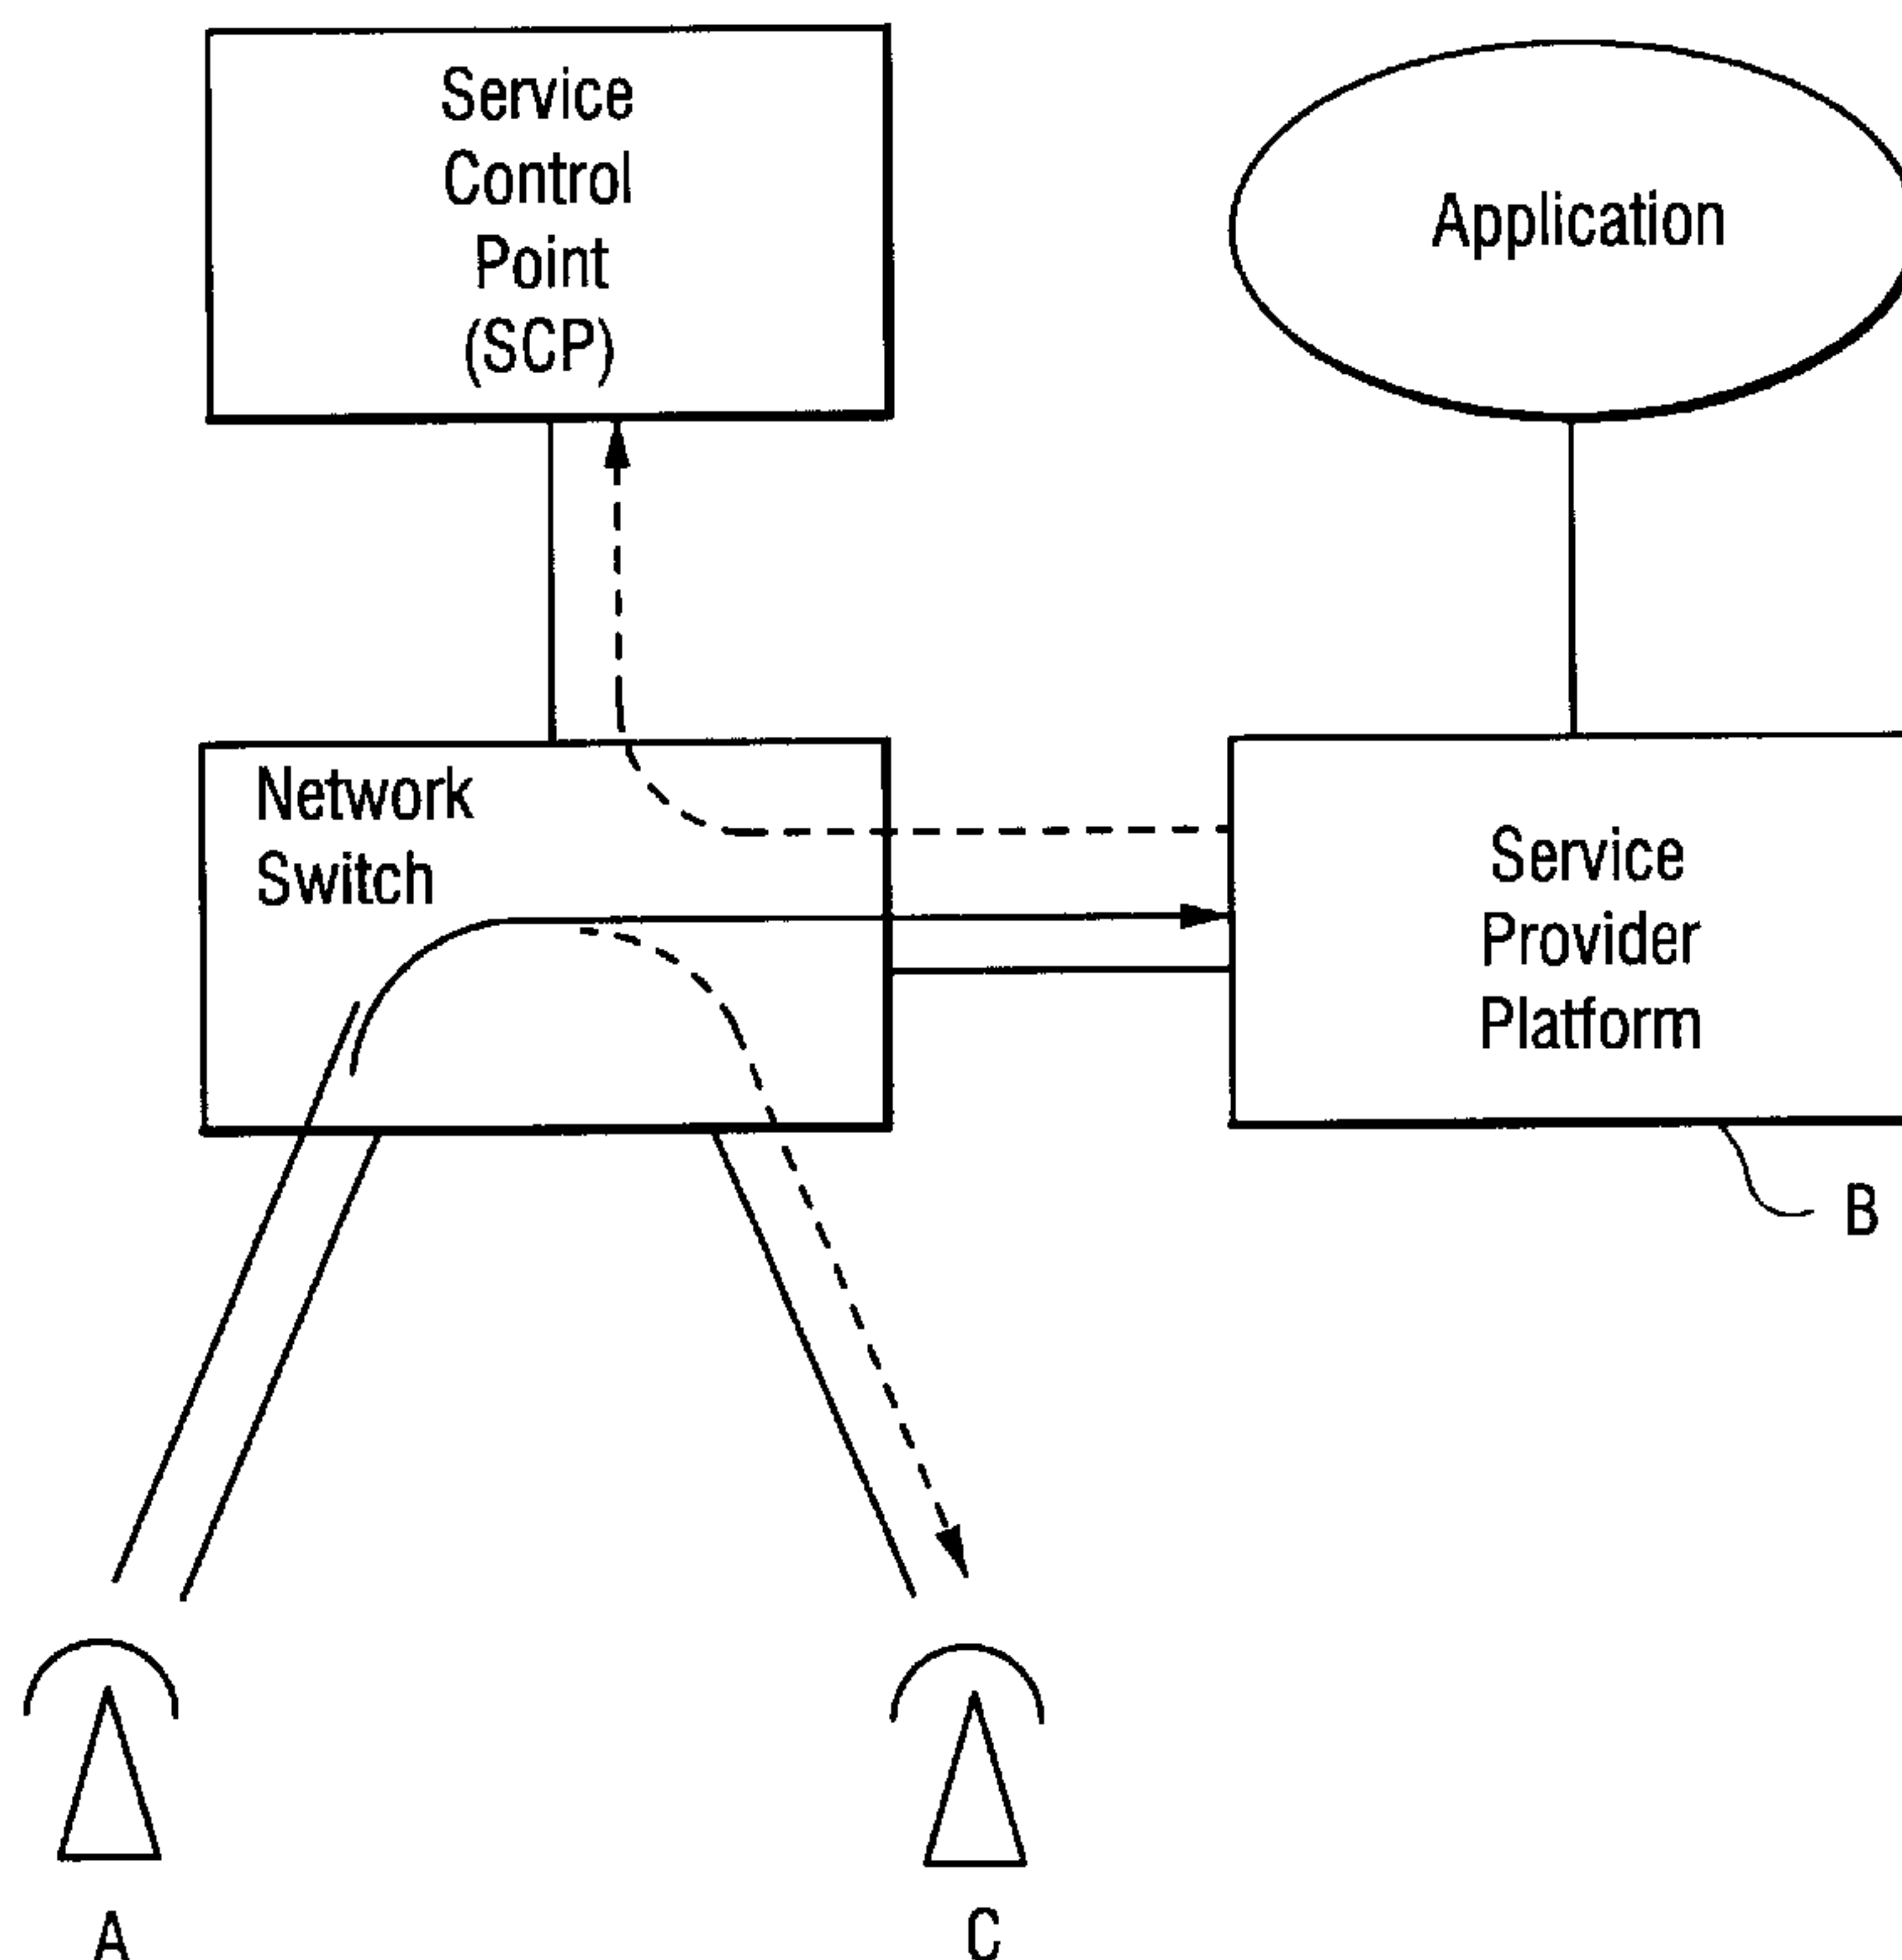 Service
Control
Point
(SCP)
Application
Network
Switch
Service
Provider
Platform
B
A
C